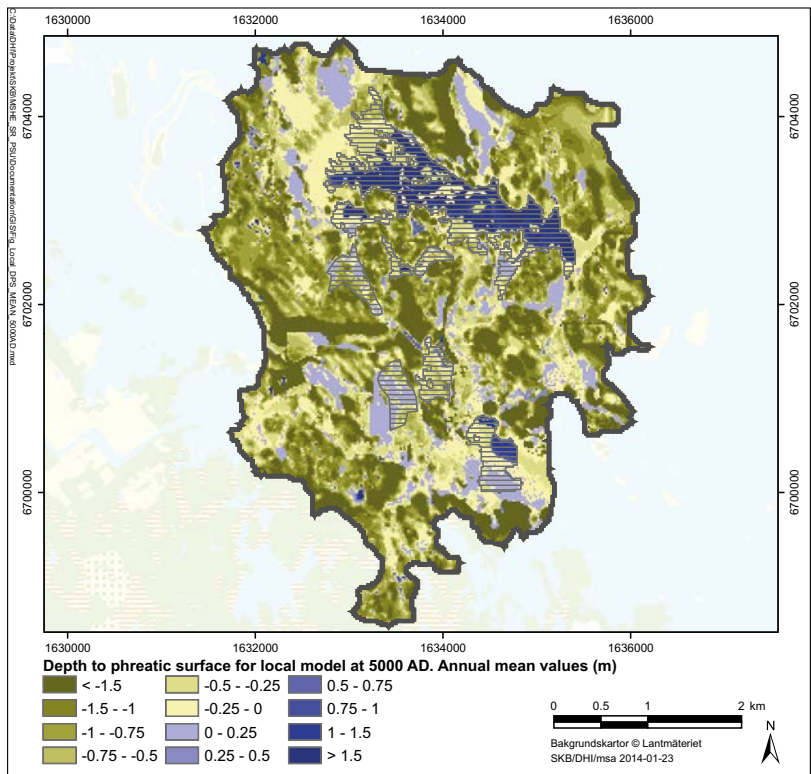 1630000 1632000 1634000 1636000
6704000 6704000
6702000 6702000
6700000 6700000
1630000 1632000 1634000 1636000
Depth to phreatic surface for local model at 5000 AD. Annual mean values (m)
< -1.5
-1.5 - -1
-1 - -0.75
-0.75 - -0.5
-0.5 - -0.25
-0.25 - 0
0 - 0.25
0.25 - 0.5
0.5 - 0.75
0.75 - 1
1 - 1.5
> 1.5
0 0.5 1 2 km
Bakgrundskartor © Lantmäteriet
SKB/DHI/msa 2014-01-23
N